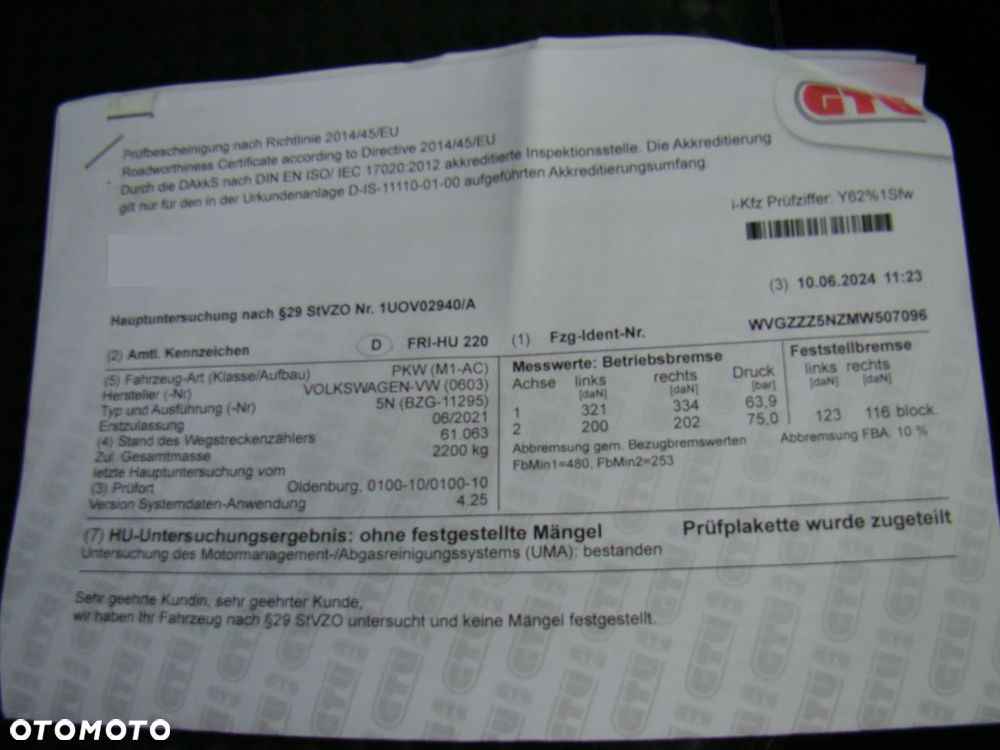 GTÜ
Prüfbescheinigung nach Richtlinie 2014/45/EU
Roadworthiness Certificate according to Directive 2014/45/EU
Durch die DAkkS nach DIN EN ISO/ IEC 17020:2012 akkreditierte Inspektionsstelle. Die Akkreditierung
gilt nur für den in der Urkundenanlage D-IS-11110-01-00 aufgeführten Akkreditierungsumfang.
i-Kfz Prüfziffer: Y62%1Sfw
(3) 10.06.2024 11:23
Hauptuntersuchung nach §29 StVZO Nr. 1UOV02940/A
(2) Amtl. Kennzeichen D FRI-HU 220 (1) Fzg-Ident-Nr. WVGZZZ5NZMW507096
(5) Fahrzeug-Art (Klasse/Aufbau) PKW (M1-AC)
Hersteller (-Nr) VOLKSWAGEN-VW (0603)
Typ und Ausführung (-Nr) 5N (BZG-11295)
Erstzulassung 06/2021
(4) Stand des Wegstreckenzählers 61.063
Zul. Gesamtmasse 2200 kg
letzte Hauptuntersuchung vom
(3) Prüfort Oldenburg, 0100-10/0100-10
Version Systemdaten-Anwendung 4.25
Messwerte: Betriebsbremse Feststellbremse
Achse links rechts Druck links rechts
[daN] [daN] [bar] [daN] [daN]
1 321 334 63,9
2 200 202 75,0 123 116 block.
Abbremsung gem. Bezugbremswerten Abbremsung FBA: 10 %
FbMin1=480, FbMin2=253
(7) HU-Untersuchungsergebnis: ohne festgestellte Mängel Prüfplakette wurde zugeteilt
Untersuchung des Motormanagement-/Abgasreinigungssystems (UMA): bestanden
Sehr geehrte Kundin, sehr geehrter Kunde,
wir haben Ihr Fahrzeug nach §29 StVZO untersucht und keine Mängel festgestellt.
OTOMOTO